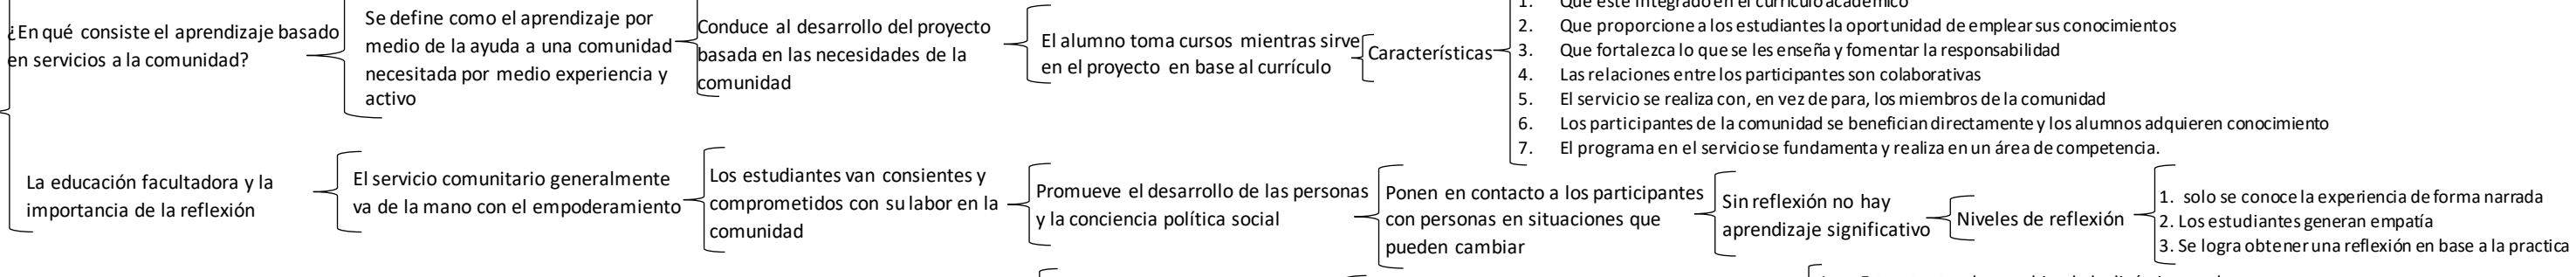 ¿En qué consiste el aprendizaje basado
en servicios a la comunidad?
Se define como el aprendizaje por
medio de la ayuda a una comunidad
necesitada por medio experiencia y
activo
Conduce al desarrollo del proyecto
basada en las necesidades de la
comunidad
El alumno toma cursos mientras sirve
en el proyecto en base al currículo
Características
1. Que esté integrado en el currículo académico
2. Que proporcione a los estudiantes la oportunidad de emplear sus conocimientos
3. Que fortalezca lo que se les enseña y fomentar la responsabilidad
4. Las relaciones entre los participantes son colaborativas
5. El servicio se realiza con, en vez de para, los miembros de la comunidad
6. Los participantes de la comunidad se benefician directamente y los alumnos adquieren conocimiento
7. El programa en el servicio se fundamenta y realiza en un área de competencia.
La educación facultadora y la
importancia de la reflexión
El servicio comunitario generalmente
va de la mano con el empoderamiento
Los estudiantes van consientes y
comprometidos con su labor en la
comunidad
Promueve el desarrollo de las personas
y la conciencia política social
Ponen en contacto a los participantes
con personas en situaciones que
pueden cambiar
Sin reflexión no hay
aprendizaje significativo
Niveles de reflexión
1. solo se conoce la experiencia de forma narrada
2. Los estudiantes generan empatía
3. Se logra obtener una reflexión en base a la practica